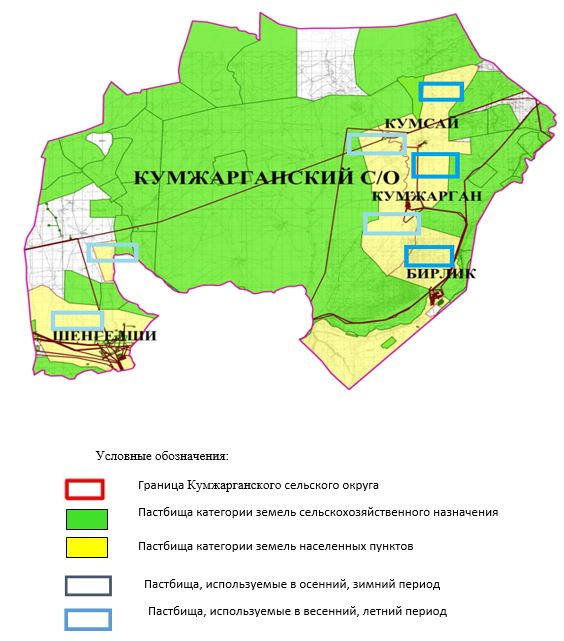 КУМСАЙ
КУМЖАРГАНСКИЙ С/О
КУМЖАРГАН
БИРЛИК
ШЕНГЕЛШИ
Условные обозначения:
Граница Кумжарганского сельского округа
Пастбища категории земель сельскохозяйственного назначения
Пастбища категории земель населенных пунктов
Пастбища, используемые в осенний, зимний период
Пастбища, используемые в весенний, летний период